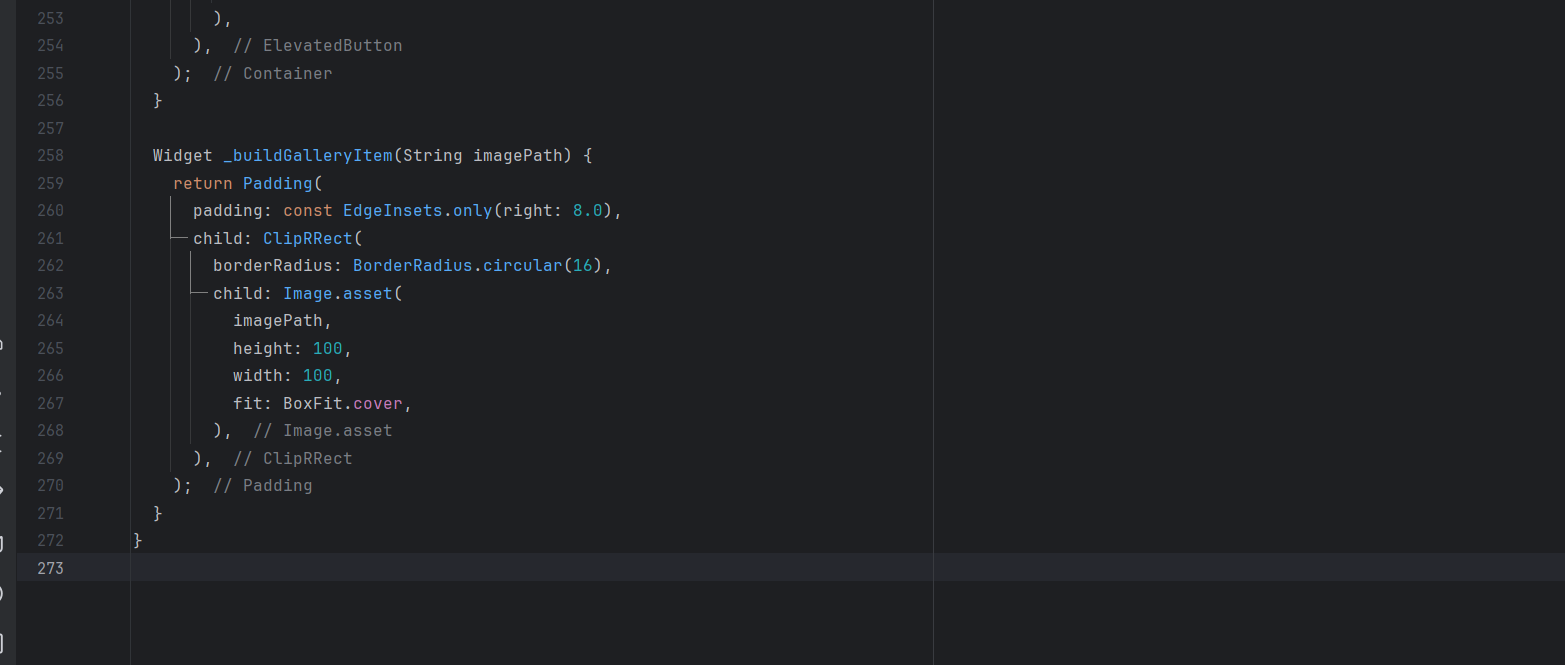 253 ),
254 ), // ElevatedButton
255 ); // Container
256 }
257
258 Widget _buildGalleryItem(String imagePath) {
259 return Padding(
260 padding: const EdgeInsets.only(right: 8.0),
261 child: ClipRRect(
262 borderRadius: BorderRadius.circular(16),
263 child: Image.asset(
264 imagePath,
265 height: 100,
266 width: 100,
267 fit: BoxFit.cover,
268 ), // Image.asset
269 ), // ClipRRect
270 ); // Padding
271 }
272 }
273